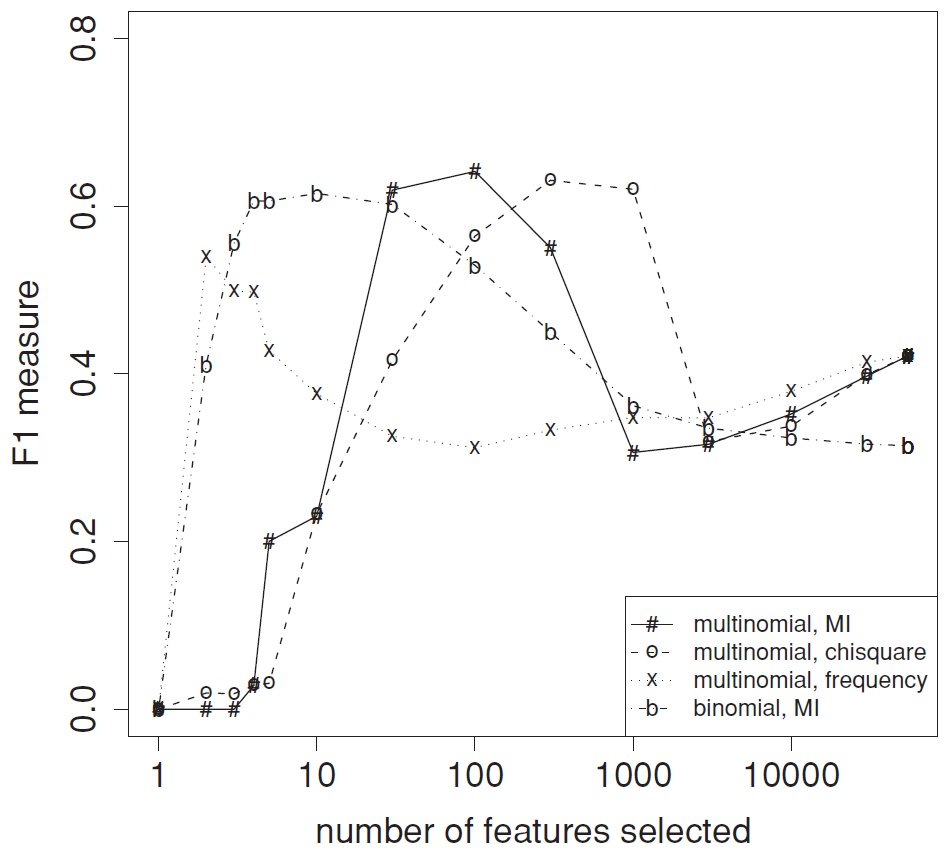 0.8
0.6
0.4
0.2
0.0
F1 measure
# multinomial, MI
o multinomial, chisquare
x multinomial, frequency
b binomial, MI
1 10 100 1000 10000
number of features selected